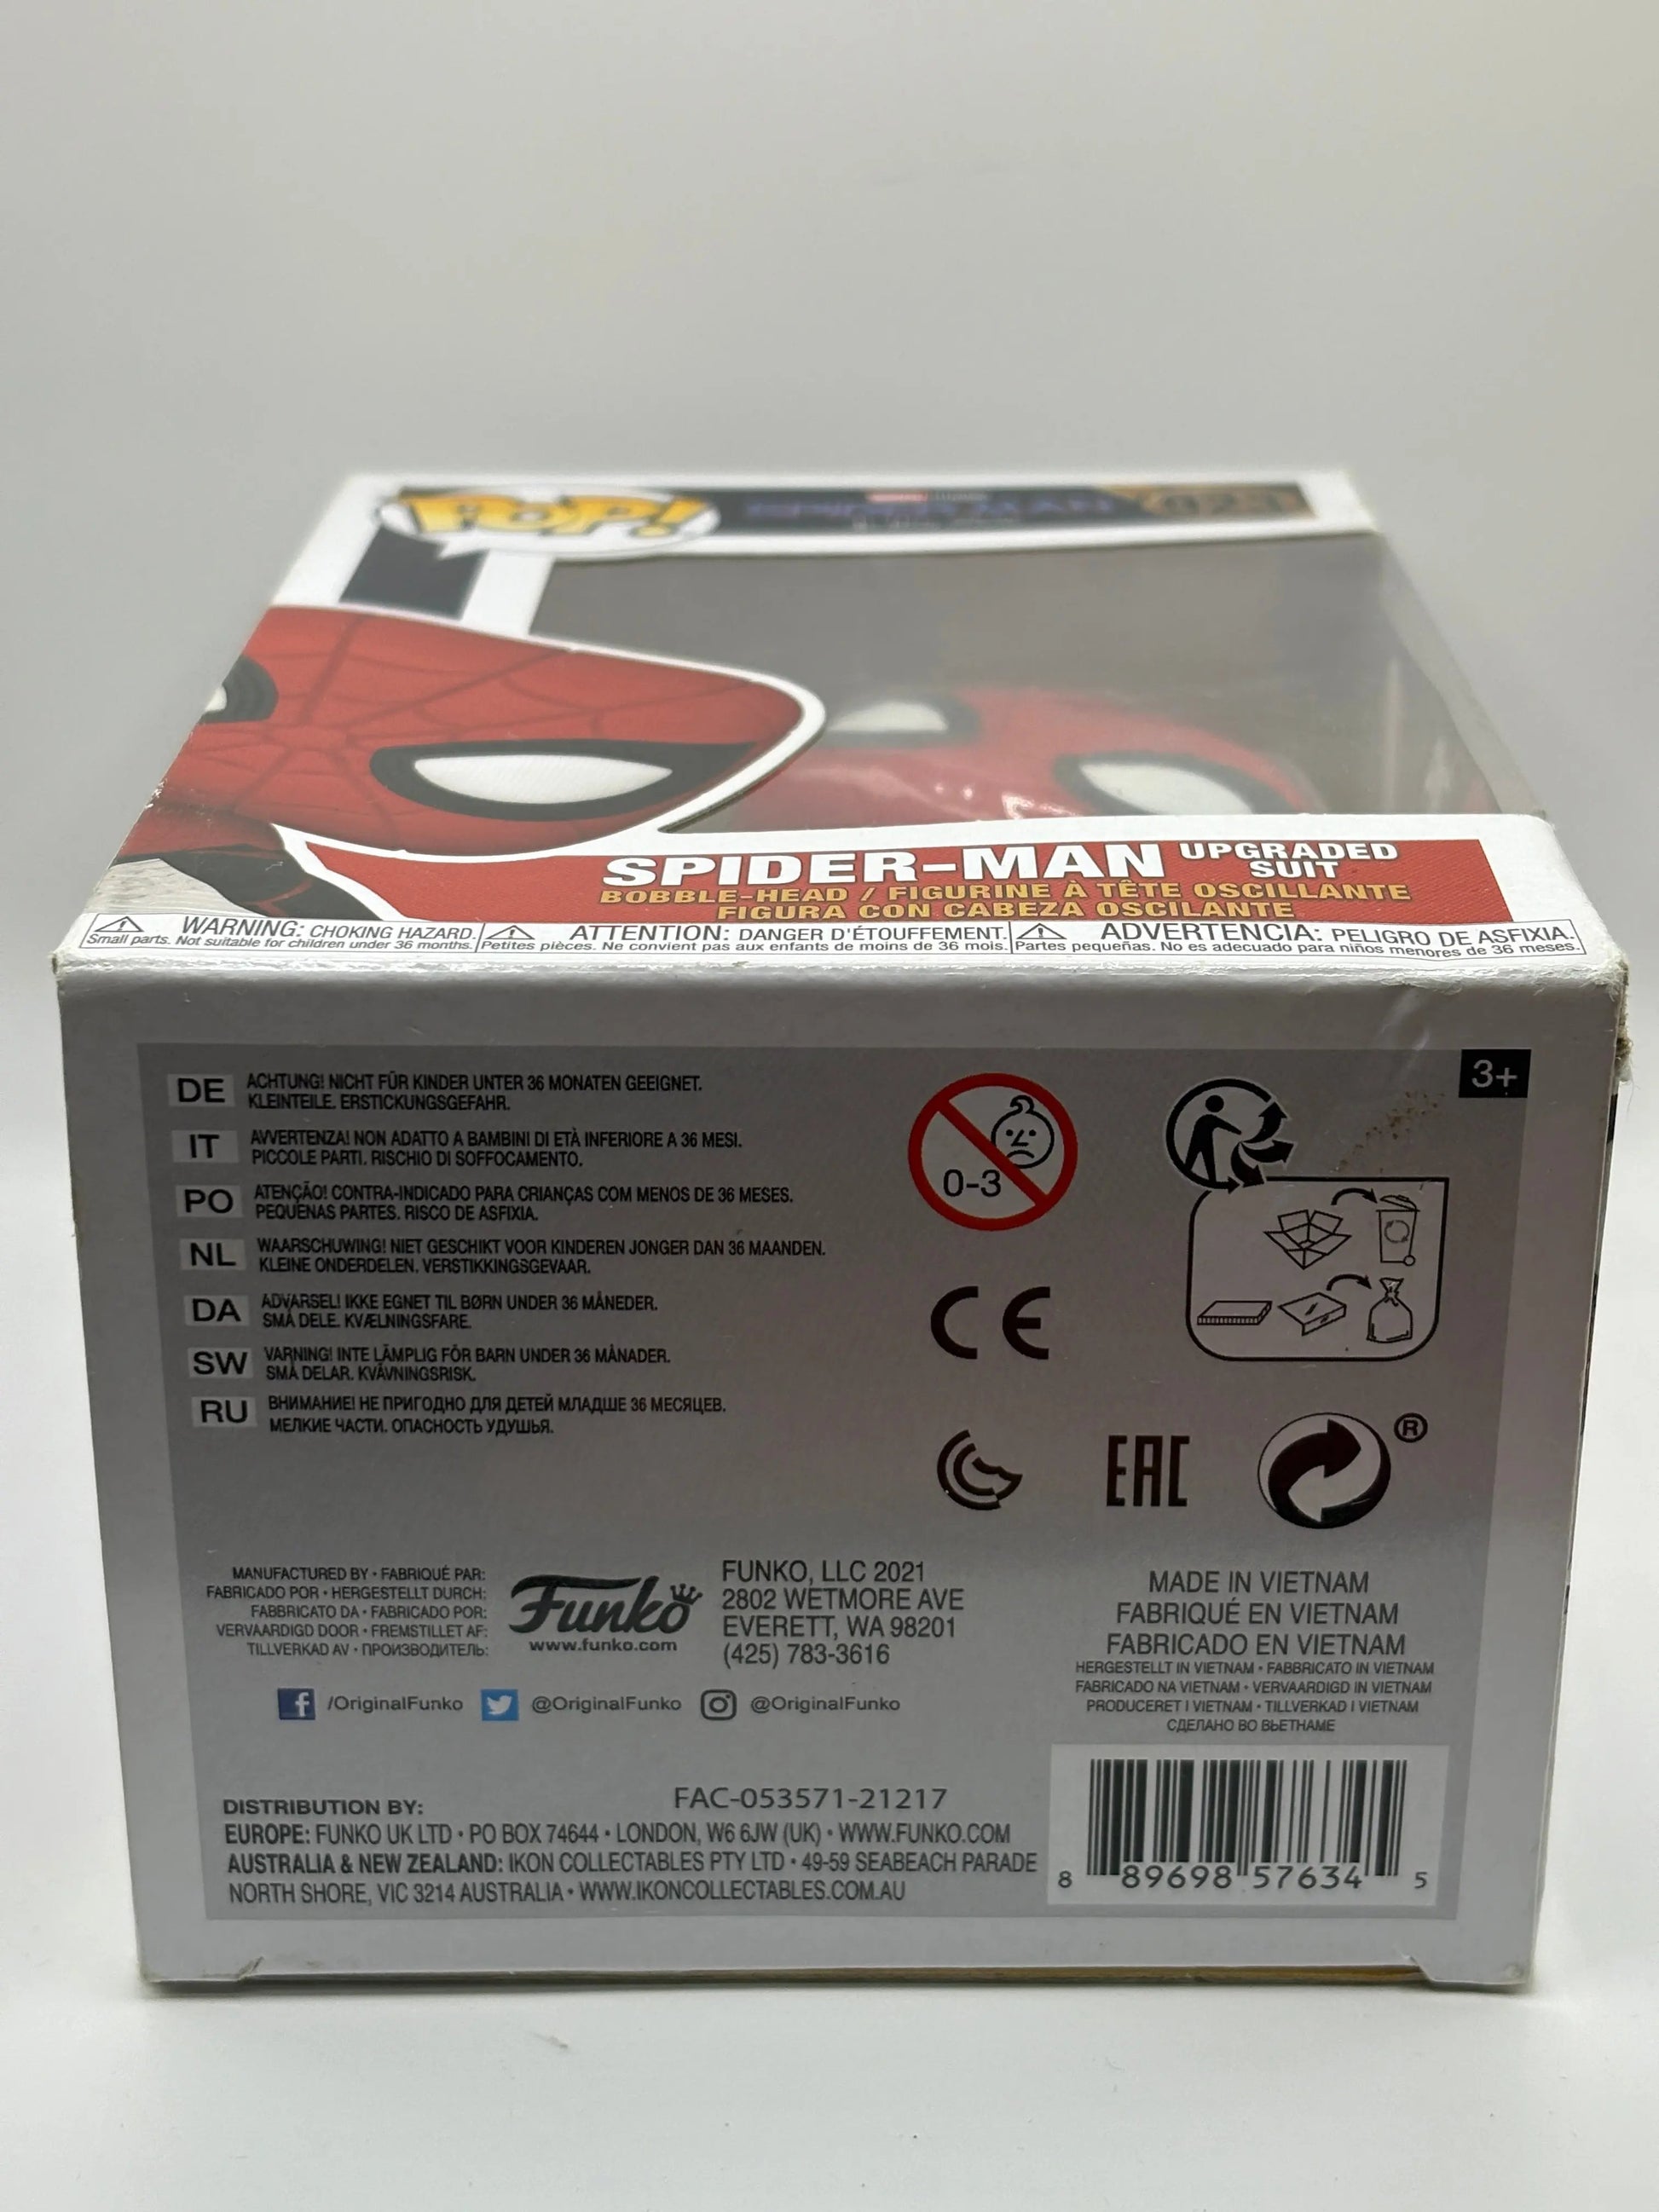 POP!
SPIDER-MAN
923
SPIDER-MAN UPGRADED SUIT
BOBBLE-HEAD / FIGURINE À TÊTE OSCILLANTE
FIGURA CON CABEZA OSCILANTE
WARNING: CHOKING HAZARD.
Small parts. Not suitable for children under 36 months.
ATTENTION: DANGER D'ÉTOUFFEMENT.
Petites pièces. Ne convient pas aux enfants de moins de 36 mois.
ADVERTENCIA: PELIGRO DE ASFIXIA.
Partes pequeñas. No es adecuado para niños menores de 36 meses.
3+
DE ACHTUNG! NICHT FÜR KINDER UNTER 36 MONATEN GEEIGNET.
KLEINTEILE. ERSTICKUNGSGEFAHR.
IT AVVERTENZA! NON ADATTO A BAMBINI DI ETÀ INFERIORE A 36 MESI.
PICCOLE PARTI. RISCHIO DI SOFFOCAMENTO.
PO ATENÇÃO! CONTRA-INDICADO PARA CRIANÇAS COM MENOS DE 36 MESES.
PEQUENAS PARTES. RISCO DE ASFIXIA.
NL WAARSCHUWING! NIET GESCHIKT VOOR KINDEREN JONGER DAN 36 MAANDEN.
KLEINE ONDERDELEN. VERSTIKKINGSGEVAAR.
DA ADVARSEL! IKKE EGNET TIL BØRN UNDER 36 MÅNEDER.
SMÅ DELE. KVÆLNINGSFARE.
SW VARNING! INTE LÄMPLIG FÖR BARN UNDER 36 MÅNADER.
SMÅ DELAR. KVÄVNINGSRISK.
RU ВНИМАНИЕ! НЕ ПРИГОДНО ДЛЯ ДЕТЕЙ МЛАДШЕ 36 МЕСЯЦЕВ.
МЕЛКИЕ ЧАСТИ. ОПАСНОСТЬ УДУШЬЯ.
0-3
CE
EAC
®
MANUFACTURED BY • FABRIQUÉ PAR:
FABRICADO POR • HERGESTELLT DURCH:
FABBRICATO DA • FABRICADO POR:
VERVAARDIGD DOOR • FREMSTILLET AF:
TILLVERKAD AV • ПРОИЗВОДИТЕЛЬ:
Funko
www.funko.com
FUNKO, LLC 2021
2802 WETMORE AVE
EVERETT, WA 98201
(425) 783-3616
/OriginalFunko @OriginalFunko @OriginalFunko
MADE IN VIETNAM
FABRIQUÉ EN VIETNAM
FABRICADO EN VIETNAM
HERGESTELLT IN VIETNAM • FABBRICATO IN VIETNAM
FABRICADO NA VIETNAM • VERVAARDIGD IN VIETNAM
PRODUCERET I VIETNAM • TILLVERKAD I VIETNAM
СДЕЛАНО ВО ВЬЕТНАМЕ
FAC-053571-21217
DISTRIBUTION BY:
EUROPE: FUNKO UK LTD • PO BOX 74644 • LONDON, W6 6JW (UK) • WWW.FUNKO.COM
AUSTRALIA & NEW ZEALAND: IKON COLLECTABLES PTY LTD • 49-59 SEABEACH PARADE
NORTH SHORE, VIC 3214 AUSTRALIA • WWW.IKONCOLLECTABLES.COM.AU
8 89698 57634 5